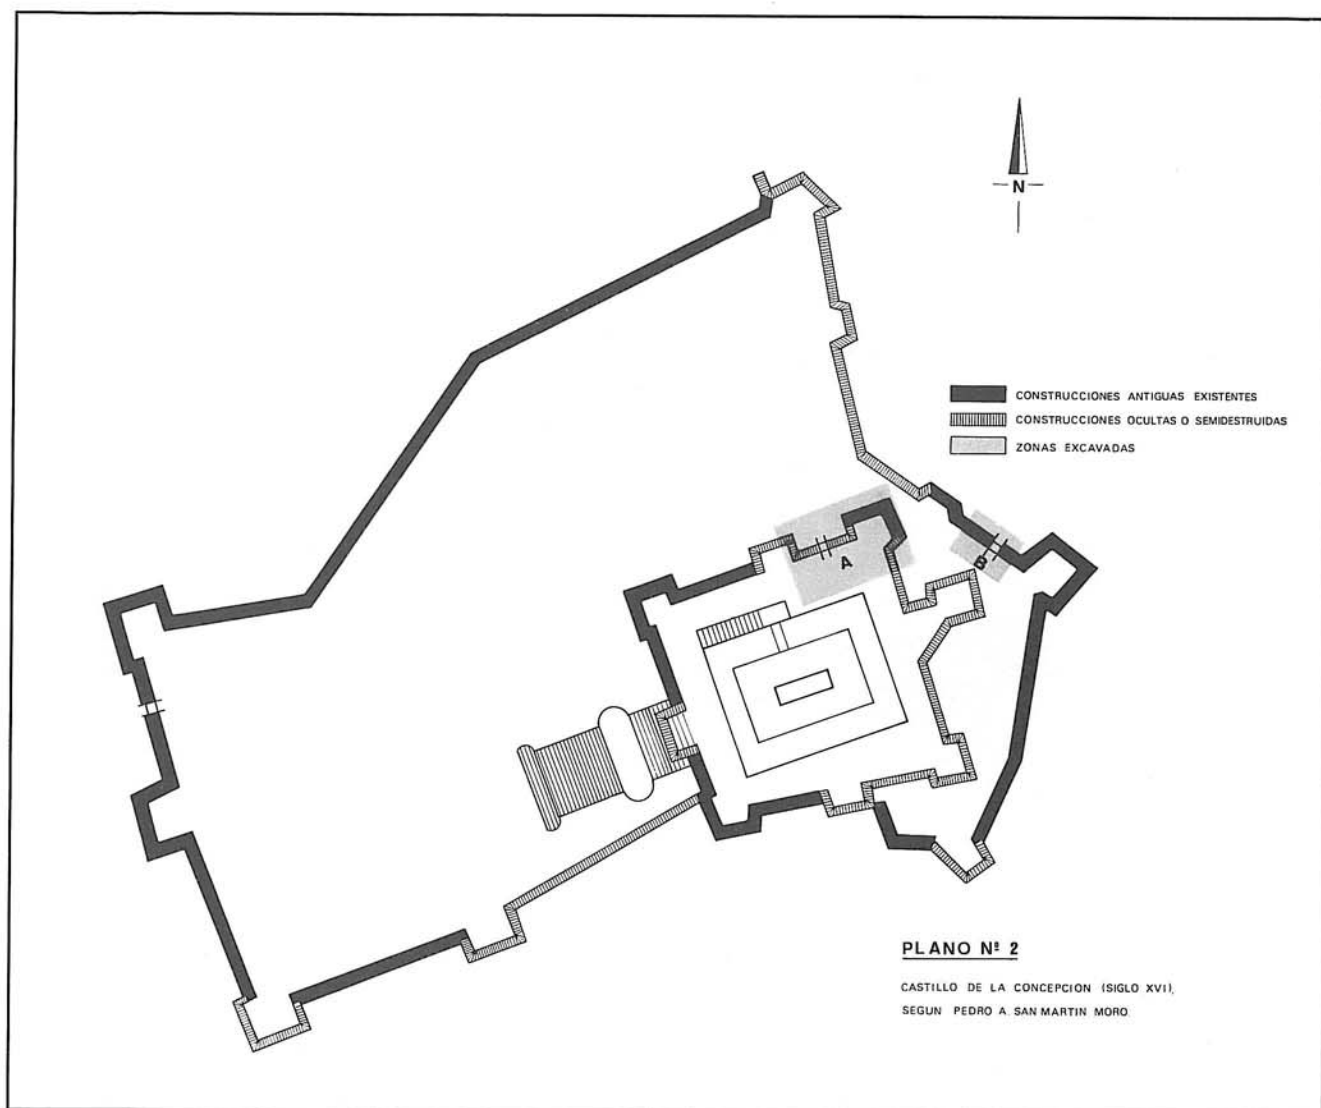 N
CONSTRUCCIONES ANTIGUAS EXISTENTES
CONSTRUCCIONES OCULTAS O SEMIDESTRUIDAS
ZONAS EXCAVADAS
A
B
PLANO Nº 2
CASTILLO DE LA CONCEPCION (SIGLO XVI),
SEGUN PEDRO A. SAN MARTIN MORO.